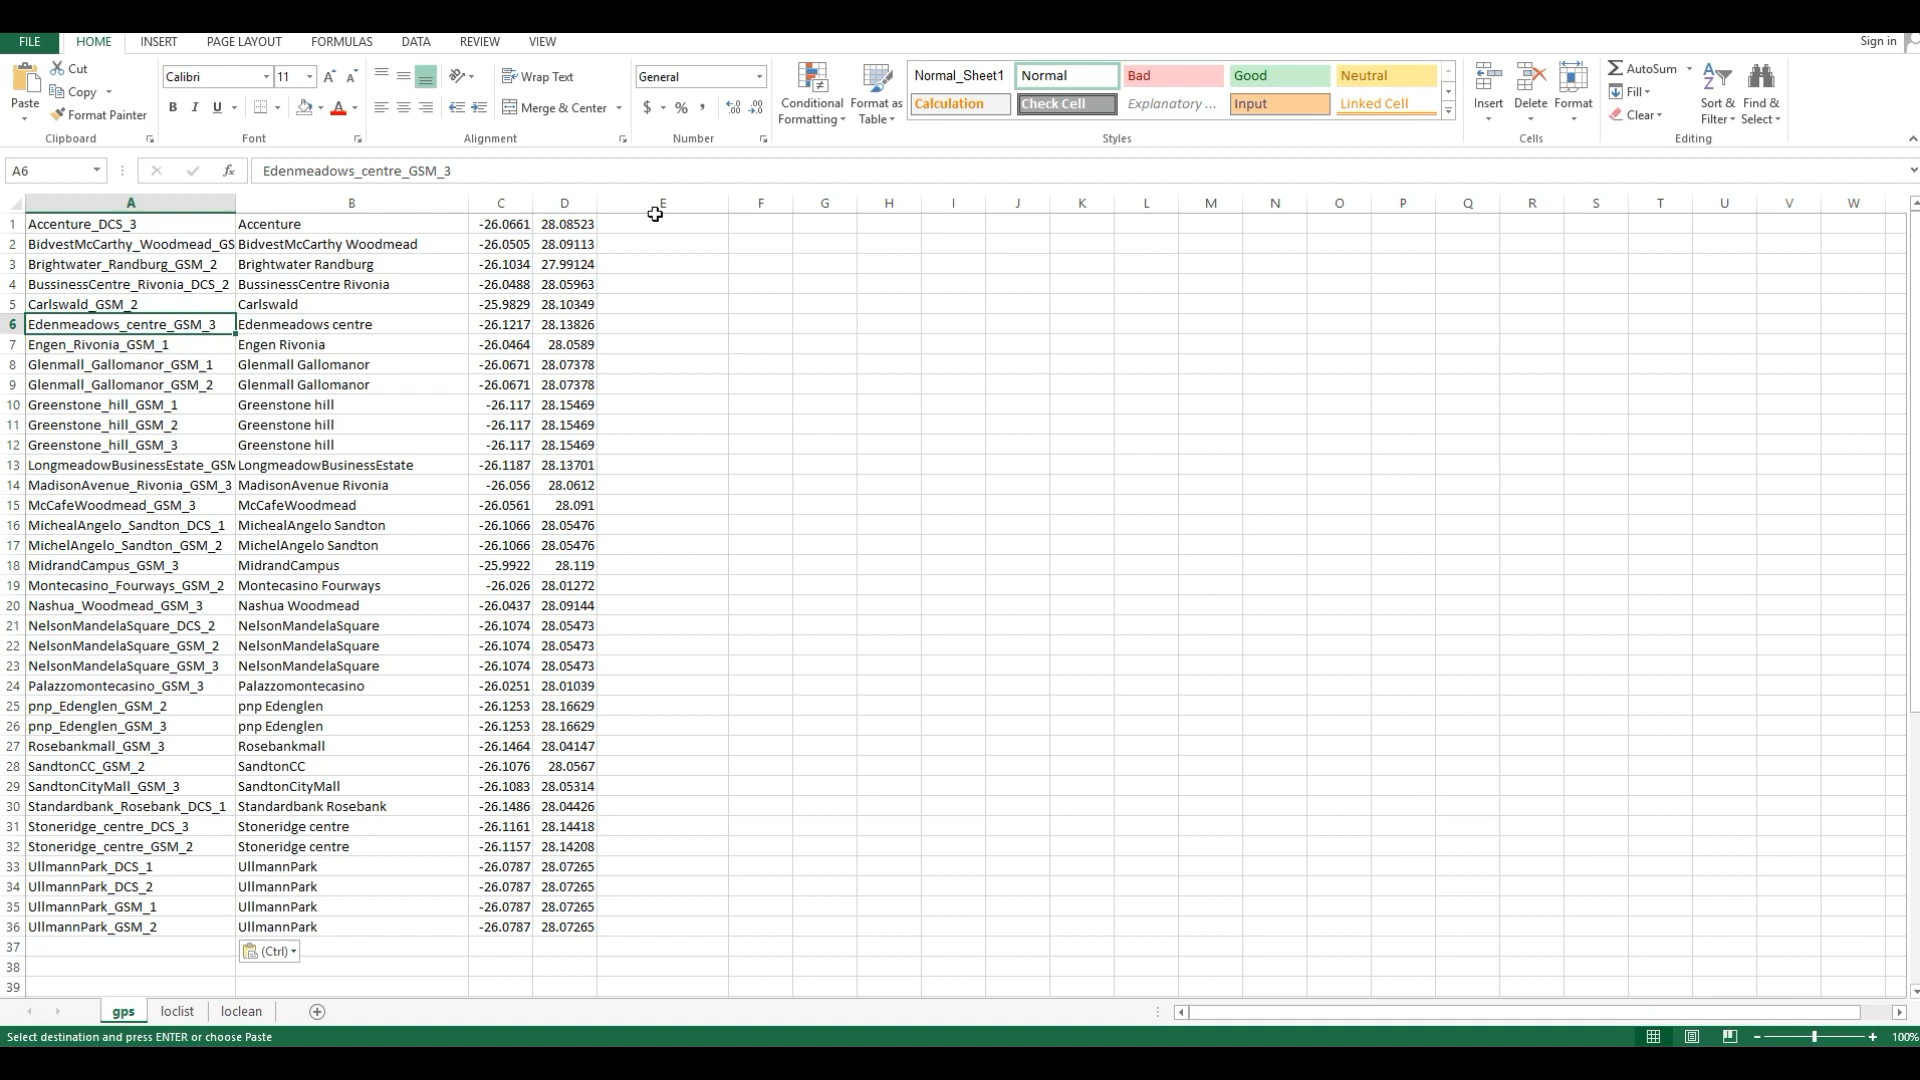 FILE HOME INSERT PAGE LAYOUT FORMULAS DATA REVIEW VIEW Sign in
Paste Cut Copy Format Painter Clipboard
Calibri 11 A A B I U A Font
Wrap Text Merge & Center Alignment
General $ % , Number
Conditional Formatting Format as Table
Normal_Sheet1 Normal Bad Good Neutral
Calculation Check Cell Explanatory ... Input Linked Cell
Styles
Insert Delete Format Cells
AutoSum Fill Clear Sort & Filter Find & Select Editing
A6 fx Edenmeadows_centre_GSM_3
A B C D E F G H I J K L M N O P Q R S T U V W
1 Accenture_DCS_3 Accenture -26.0661 28.08523
2 BidvestMcCarthy_Woodmead_GS BidvestMcCarthy Woodmead -26.0505 28.09113
3 Brightwater_Randburg_GSM_2 Brightwater Randburg -26.1034 27.99124
4 BussinessCentre_Rivonia_DCS_2 BussinessCentre Rivonia -26.0488 28.05963
5 Carlswald_GSM_2 Carlswald -25.9829 28.10349
6 Edenmeadows_centre_GSM_3 Edenmeadows centre -26.1217 28.13826
7 Engen_Rivonia_GSM_1 Engen Rivonia -26.0464 28.0589
8 Glenmall_Gallomanor_GSM_1 Glenmall Gallomanor -26.0671 28.07378
9 Glenmall_Gallomanor_GSM_2 Glenmall Gallomanor -26.0671 28.07378
10 Greenstone_hill_GSM_1 Greenstone hill -26.117 28.15469
11 Greenstone_hill_GSM_2 Greenstone hill -26.117 28.15469
12 Greenstone_hill_GSM_3 Greenstone hill -26.117 28.15469
13 LongmeadowBusinessEstate_GSM LongmeadowBusinessEstate -26.1187 28.13701
14 MadisonAvenue_Rivonia_GSM_3 MadisonAvenue Rivonia -26.056 28.0612
15 McCafeWoodmead_GSM_3 McCafeWoodmead -26.0561 28.091
16 MichealAngelo_Sandton_DCS_1 MichealAngelo Sandton -26.1066 28.05476
17 MichelAngelo_Sandton_GSM_2 MichelAngelo Sandton -26.1066 28.05476
18 MidrandCampus_GSM_3 MidrandCampus -25.9922 28.119
19 Montecasino_Fourways_GSM_2 Montecasino Fourways -26.026 28.01272
20 Nashua_Woodmead_GSM_3 Nashua Woodmead -26.0437 28.09144
21 NelsonMandelaSquare_DCS_2 NelsonMandelaSquare -26.1074 28.05473
22 NelsonMandelaSquare_GSM_2 NelsonMandelaSquare -26.1074 28.05473
23 NelsonMandelaSquare_GSM_3 NelsonMandelaSquare -26.1074 28.05473
24 Palazzomontecasino_GSM_3 Palazzomontecasino -26.0251 28.01039
25 pnp_Edenglen_GSM_2 pnp Edenglen -26.1253 28.16629
26 pnp_Edenglen_GSM_3 pnp Edenglen -26.1253 28.16629
27 Rosebankmall_GSM_3 Rosebankmall -26.1464 28.04147
28 SandtonCC_GSM_2 SandtonCC -26.1076 28.0567
29 SandtonCityMall_GSM_3 SandtonCityMall -26.1083 28.05314
30 Standardbank_Rosebank_DCS_1 Standardbank Rosebank -26.1486 28.04426
31 Stoneridge_centre_DCS_3 Stoneridge centre -26.1161 28.14418
32 Stoneridge_centre_GSM_2 Stoneridge centre -26.1157 28.14208
33 UllmannPark_DCS_1 UllmannPark -26.0787 28.07265
34 UllmannPark_DCS_2 UllmannPark -26.0787 28.07265
35 UllmannPark_GSM_1 UllmannPark -26.0787 28.07265
36 UllmannPark_GSM_2 UllmannPark -26.0787 28.07265
37 (Ctrl)
38
39
gps loclist loclean
Select destination and press ENTER or choose Paste 100%